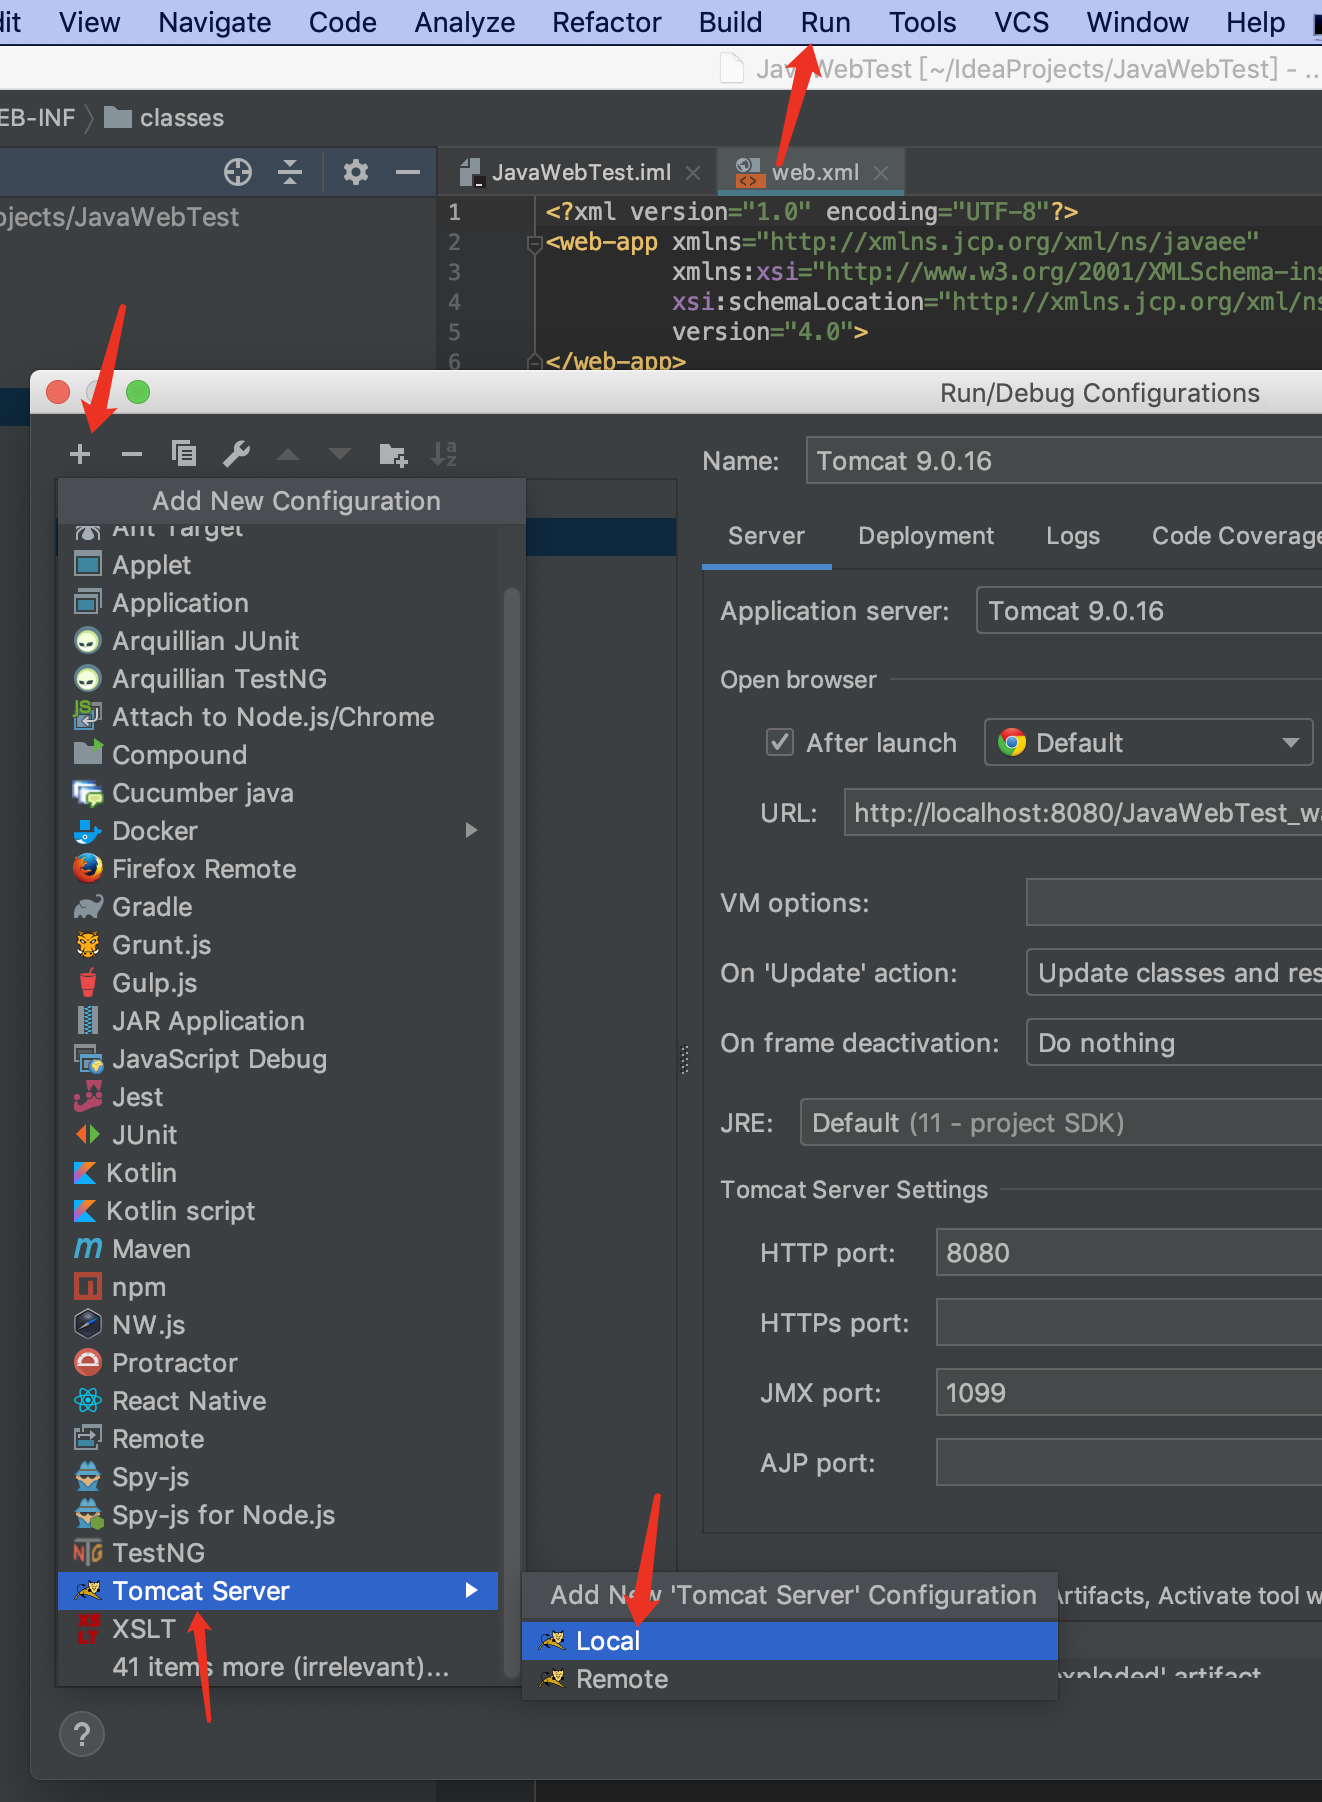 View Navigate Code Analyze Refactor Build Run Tools VCS Window Help
WebTest [~/IdeaProjects/JavaWebTest] - ..
EB-INF classes
JavaWebTest.iml web.xml
ojects/JavaWebTest
1 <?xml version="1.0" encoding="UTF-8"?>
2 <web-app xmlns="http://xmlns.jcp.org/xml/ns/javaee"
3 xmlns:xsi="http://www.w3.org/2001/XMLSchema-ins
4 xsi:schemaLocation="http://xmlns.jcp.org/xml/ns
5 version="4.0">
6 </web-app>
Run/Debug Configurations
Name: Tomcat 9.0.16
Add New Configuration
Ant Target
Applet
Application
Arquillian JUnit
Arquillian TestNG
Attach to Node.js/Chrome
Compound
Cucumber java
Docker
Firefox Remote
Gradle
Grunt.js
Gulp.js
JAR Application
JavaScript Debug
Jest
JUnit
Kotlin
Kotlin script
Maven
npm
NW.js
Protractor
React Native
Remote
Spy-js
Spy-js for Node.js
TestNG
Tomcat Server
XSLT
41 items more (irrelevant)...
Server Deployment Logs Code Coverage
Application server: Tomcat 9.0.16
Open browser
After launch Default
URL: http://localhost:8080/JavaWebTest_wa
VM options:
On 'Update' action: Update classes and res
On frame deactivation: Do nothing
JRE: Default (11 - project SDK)
Tomcat Server Settings
HTTP port: 8080
HTTPs port:
JMX port: 1099
AJP port:
Add New 'Tomcat Server' Configuration
Local
Remote
Artifacts, Activate tool w
exploded' artifact
?